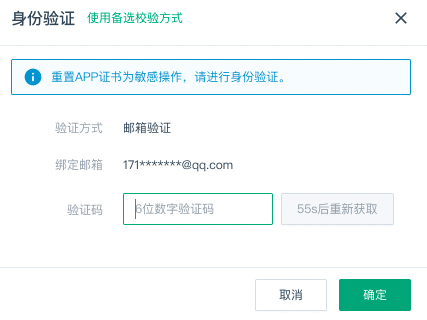 身份验证 使用备选校验方式
重置APP证书为敏感操作，请进行身份验证。
验证方式 邮箱验证
绑定邮箱 171*******@qq.com
验证码 6位数字验证码 55s后重新获取
取消 确定